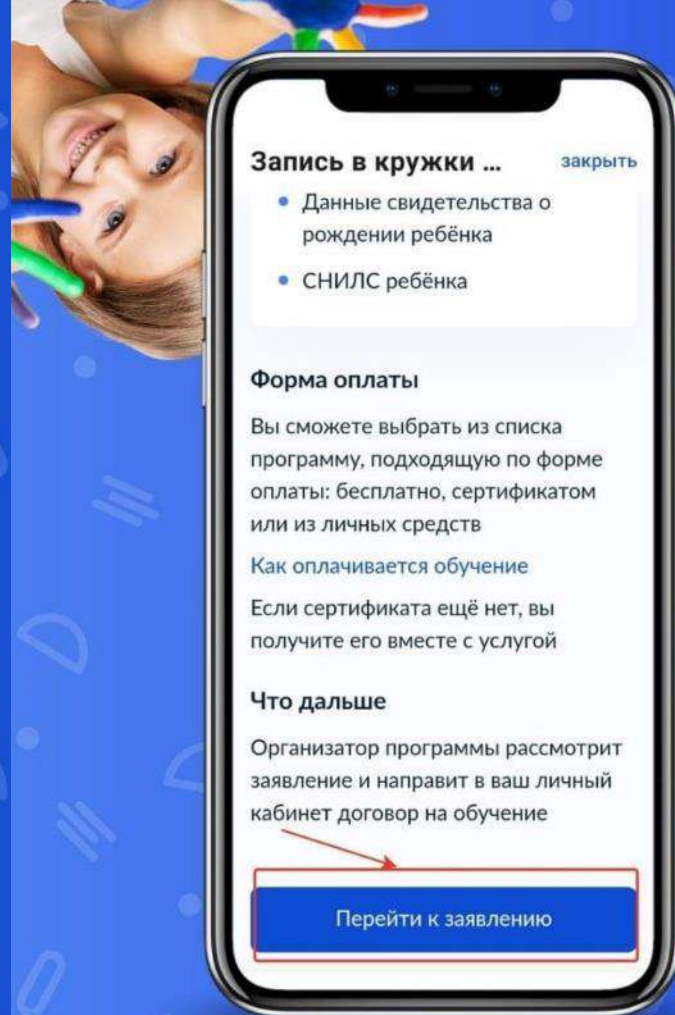 Запись в кружки ...
закрыть
Данные свидетельства о
рождении ребёнка
СНИЛС ребёнка
Форма оплаты
Вы сможете выбрать из списка
программу, подходящую по форме
оплаты: бесплатно, сертификатом
или из личных средств
Как оплачивается обучение
Если сертификата ещё нет, вы
получите его вместе с услугой
Что дальше
Организатор программы рассмотрит
заявление и направит в ваш личный
кабинет договор на обучение
Перейти к заявлению